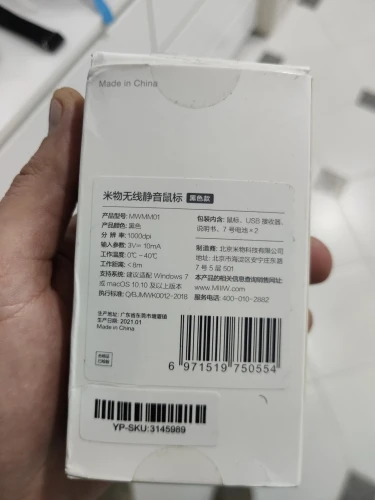 Made in China
米物无线静音鼠标 黑色款
产品型号: MWMM01
产品颜色: 黑色
分 辨 率: 1000dpi
输入参数: 3V⎓10mA
工作温度: 0℃~40℃
工作距离: <8m
支持系统: 建议适配 Windows 7
或 macOS 10.10 及以上版本
执行标准: Q/BJMWK0012-2018
包装内含: 鼠标、USB 接收器、
说明书、7 号电池×2
制造商: 北京米物科技有限公司
地址: 北京市海淀区安宁庄东路
7 号 5 层 501
本产品的相关信息查询销售网站:
www.MIIIW.com
服务电话: 400-010-2882
生产地址: 广东省东莞市塘厦镇
生产日期: 2021.01
Made in China
6 971519 750554
YP-SKU:3145989